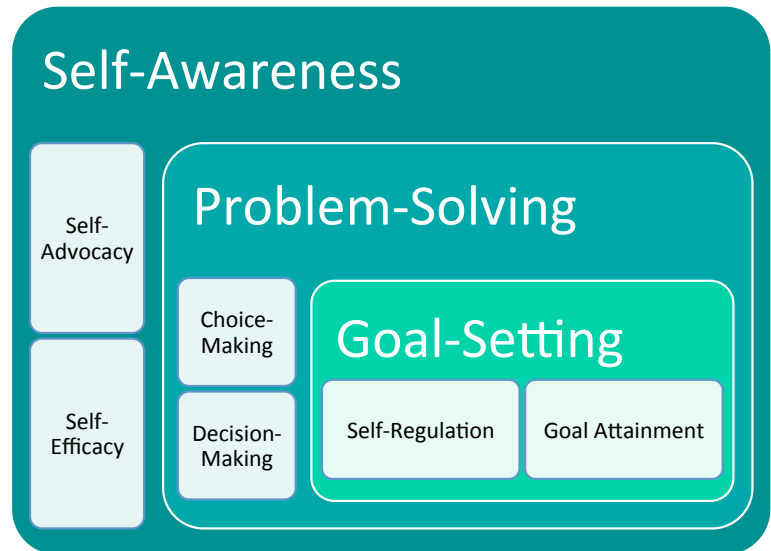 Self-Awareness
Self-
Advocacy
Self-
Efficacy
Problem-Solving
Choice-
Making
Decision-
Making
Goal-Setting
Self-Regulation
Goal Attainment